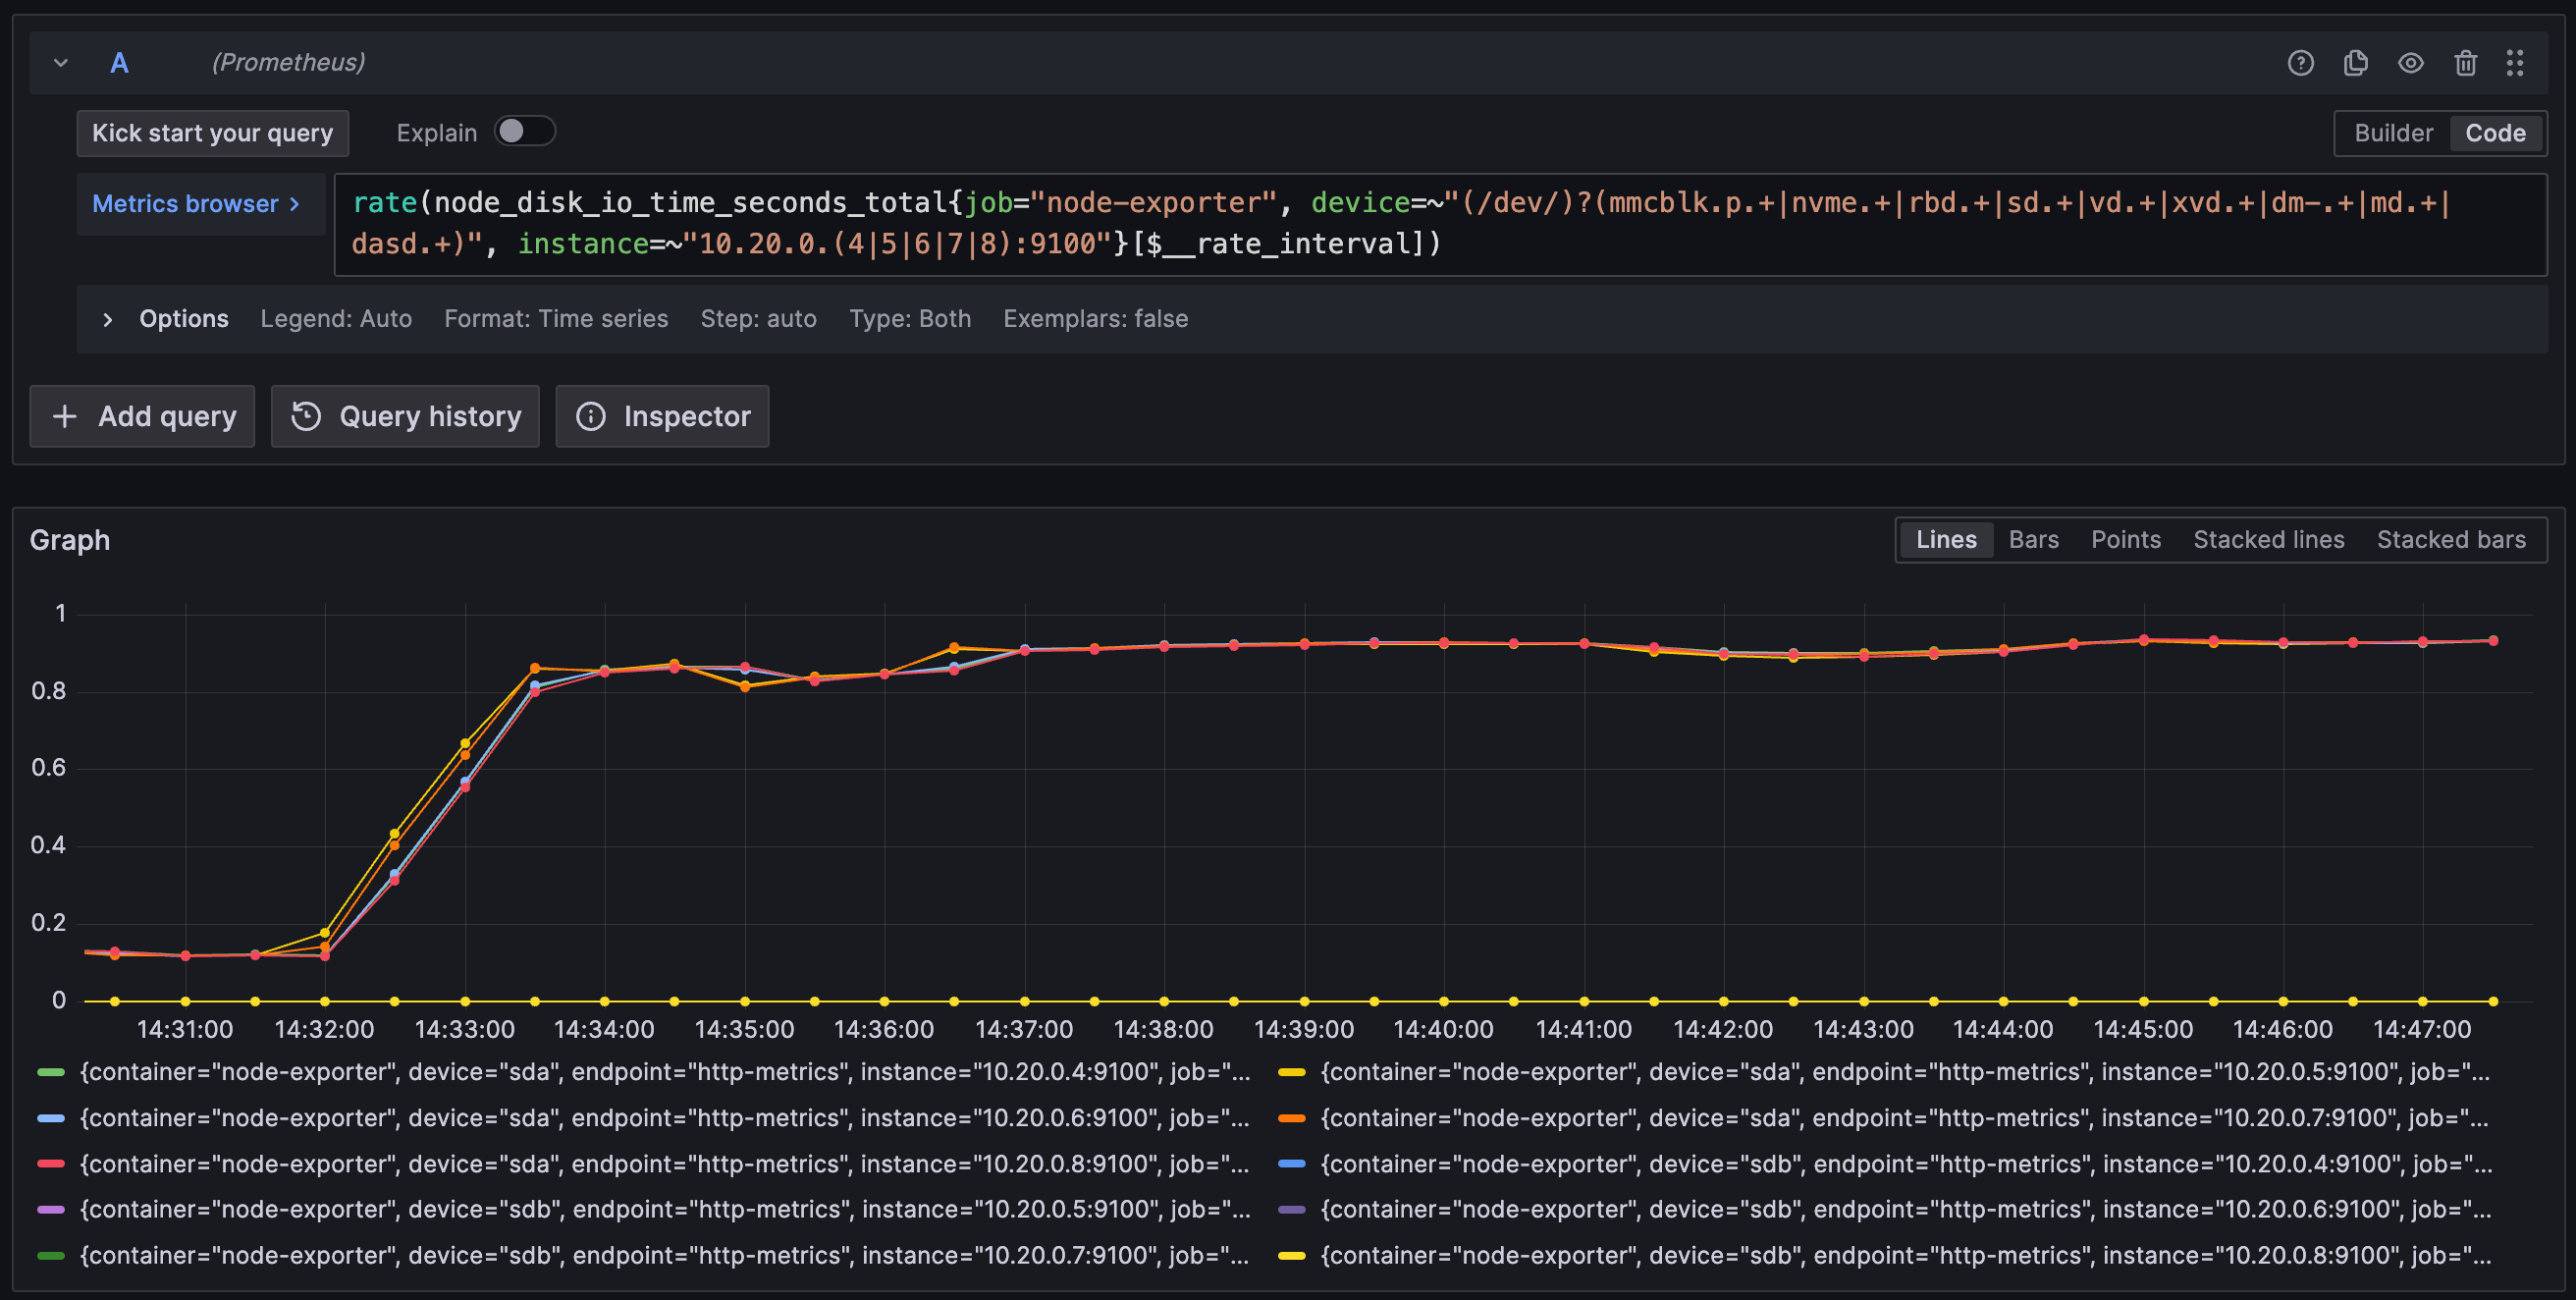 A (Prometheus)
Kick start your query Explain Builder Code
Metrics browser > rate(node_disk_io_time_seconds_total{job="node-exporter", device=~"(/dev/)?(mmcblk.p.+|nvme.+|rbd.+|sd.+|vd.+|xvd.+|dm-.+|md.+|
dasd.+)", instance=~"10.20.0.(4|5|6|7|8):9100"}[$__rate_interval])
> Options Legend: Auto Format: Time series Step: auto Type: Both Exemplars: false
+ Add query Query history Inspector
Graph Lines Bars Points Stacked lines Stacked bars
1
0.8
0.6
0.4
0.2
0
14:31:00 14:32:00 14:33:00 14:34:00 14:35:00 14:36:00 14:37:00 14:38:00 14:39:00 14:40:00 14:41:00 14:42:00 14:43:00 14:44:00 14:45:00 14:46:00 14:47:00
{container="node-exporter", device="sda", endpoint="http-metrics", instance="10.20.0.4:9100", job="... {container="node-exporter", device="sda", endpoint="http-metrics", instance="10.20.0.5:9100", job="...
{container="node-exporter", device="sda", endpoint="http-metrics", instance="10.20.0.6:9100", job="... {container="node-exporter", device="sda", endpoint="http-metrics", instance="10.20.0.7:9100", job="...
{container="node-exporter", device="sda", endpoint="http-metrics", instance="10.20.0.8:9100", job="... {container="node-exporter", device="sdb", endpoint="http-metrics", instance="10.20.0.4:9100", job="...
{container="node-exporter", device="sdb", endpoint="http-metrics", instance="10.20.0.5:9100", job="... {container="node-exporter", device="sdb", endpoint="http-metrics", instance="10.20.0.6:9100", job="...
{container="node-exporter", device="sdb", endpoint="http-metrics", instance="10.20.0.7:9100", job="... {container="node-exporter", device="sdb", endpoint="http-metrics", instance="10.20.0.8:9100", job="...